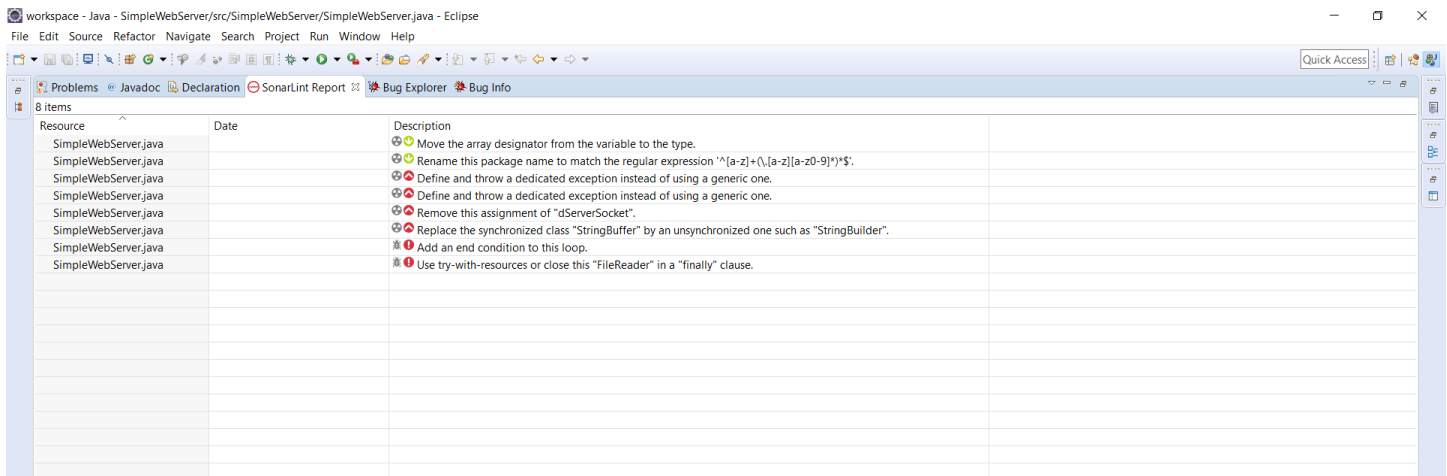 workspace - Java - SimpleWebServer/src/SimpleWebServer/SimpleWebServer.java - Eclipse
File Edit Source Refactor Navigate Search Project Run Window Help
Quick Access
Problems @ Javadoc Declaration SonarLint Report Bug Explorer Bug Info
8 items
Resource Date Description
SimpleWebServer.java Move the array designator from the variable to the type.
SimpleWebServer.java Rename this package name to match the regular expression '^[a-z]+(\.[a-z][a-z0-9]*)*$'.
SimpleWebServer.java Define and throw a dedicated exception instead of using a generic one.
SimpleWebServer.java Define and throw a dedicated exception instead of using a generic one.
SimpleWebServer.java Remove this assignment of "dServerSocket".
SimpleWebServer.java Replace the synchronized class "StringBuffer" by an unsynchronized one such as "StringBuilder".
SimpleWebServer.java Add an end condition to this loop.
SimpleWebServer.java Use try-with-resources or close this "FileReader" in a "finally" clause.